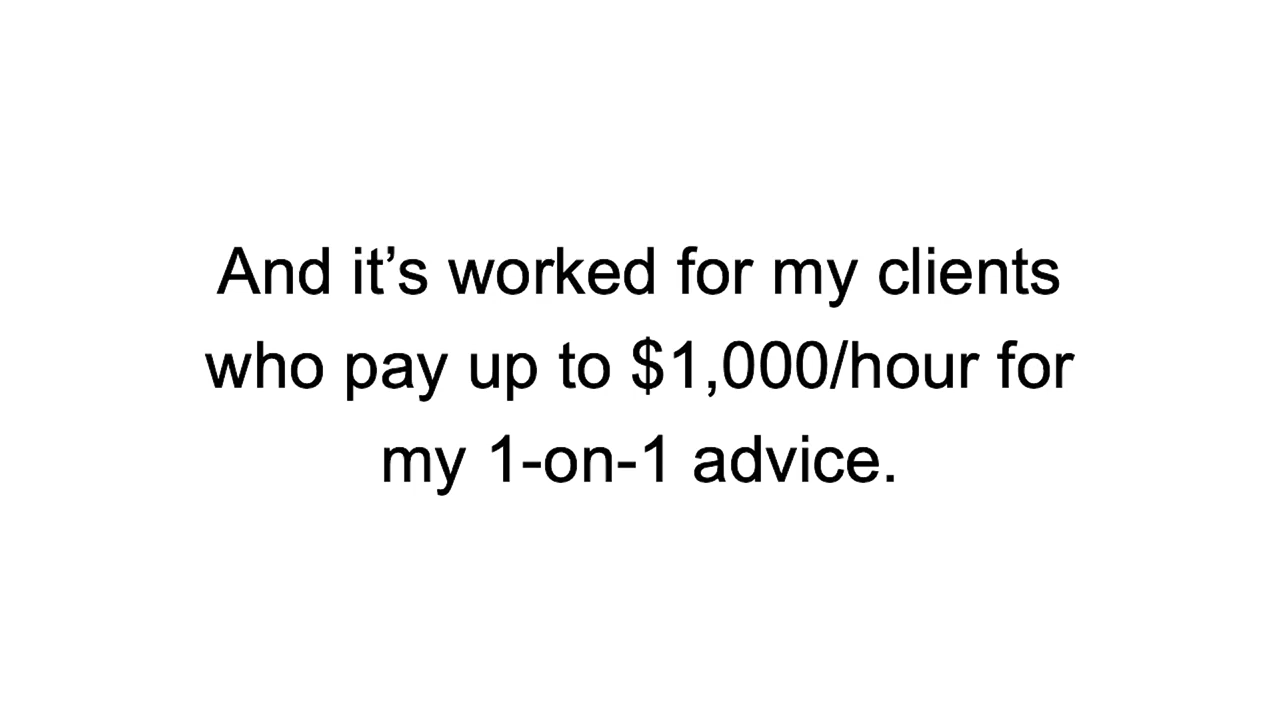 And it’s worked for my clients
who pay up to $1,000/hour for
my 1-on-1 advice.